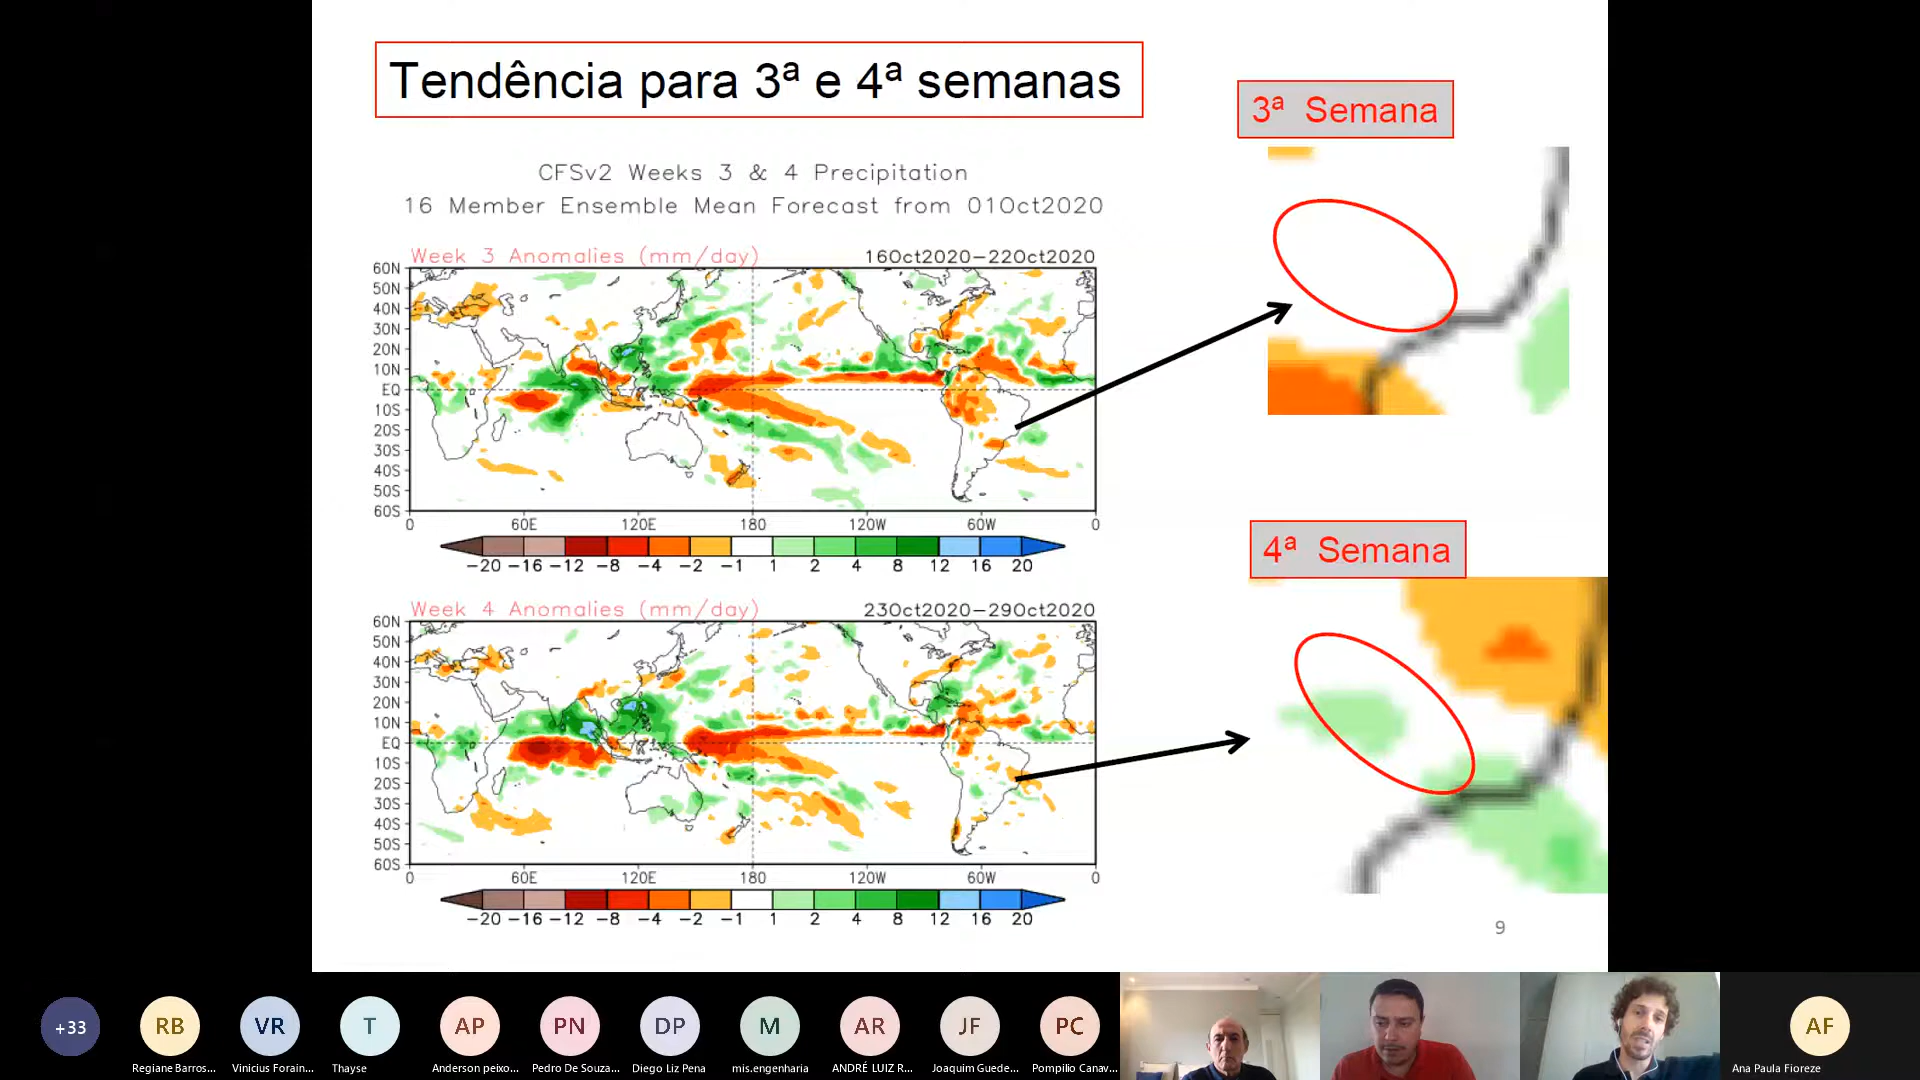 Tendência para 3ª e 4ª semanas
3ª Semana
CFSv2 Weeks 3 & 4 Precipitation
16 Member Ensemble Mean Forecast from 01Oct2020
Week 3 Anomalies (mm/day) 16Oct2020–22Oct2020
60N
50N
40N
30N
20N
10N
EQ
10S
20S
30S
40S
50S
60S
0 60E 120E 180 120W 60W 0
−20 −16 −12 −8 −4 −2 −1 1 2 4 8 12 16 20
4ª Semana
Week 4 Anomalies (mm/day) 23Oct2020–29Oct2020
60N
50N
40N
30N
20N
10N
EQ
10S
20S
30S
40S
50S
60S
0 60E 120E 180 120W 60W 0
−20 −16 −12 −8 −4 −2 −1 1 2 4 8 12 16 20
9
+33 RB VR T AP PN DP M AR JF PC AF
Regiane Barros... Vinicius Forain... Thayse Anderson peixo... Pedro De Souza... Diego Liz Pena mis.engenharia ANDRÉ LUIZ R... Joaquim Guede... Pompilio Canav... Ana Paula Fioreze